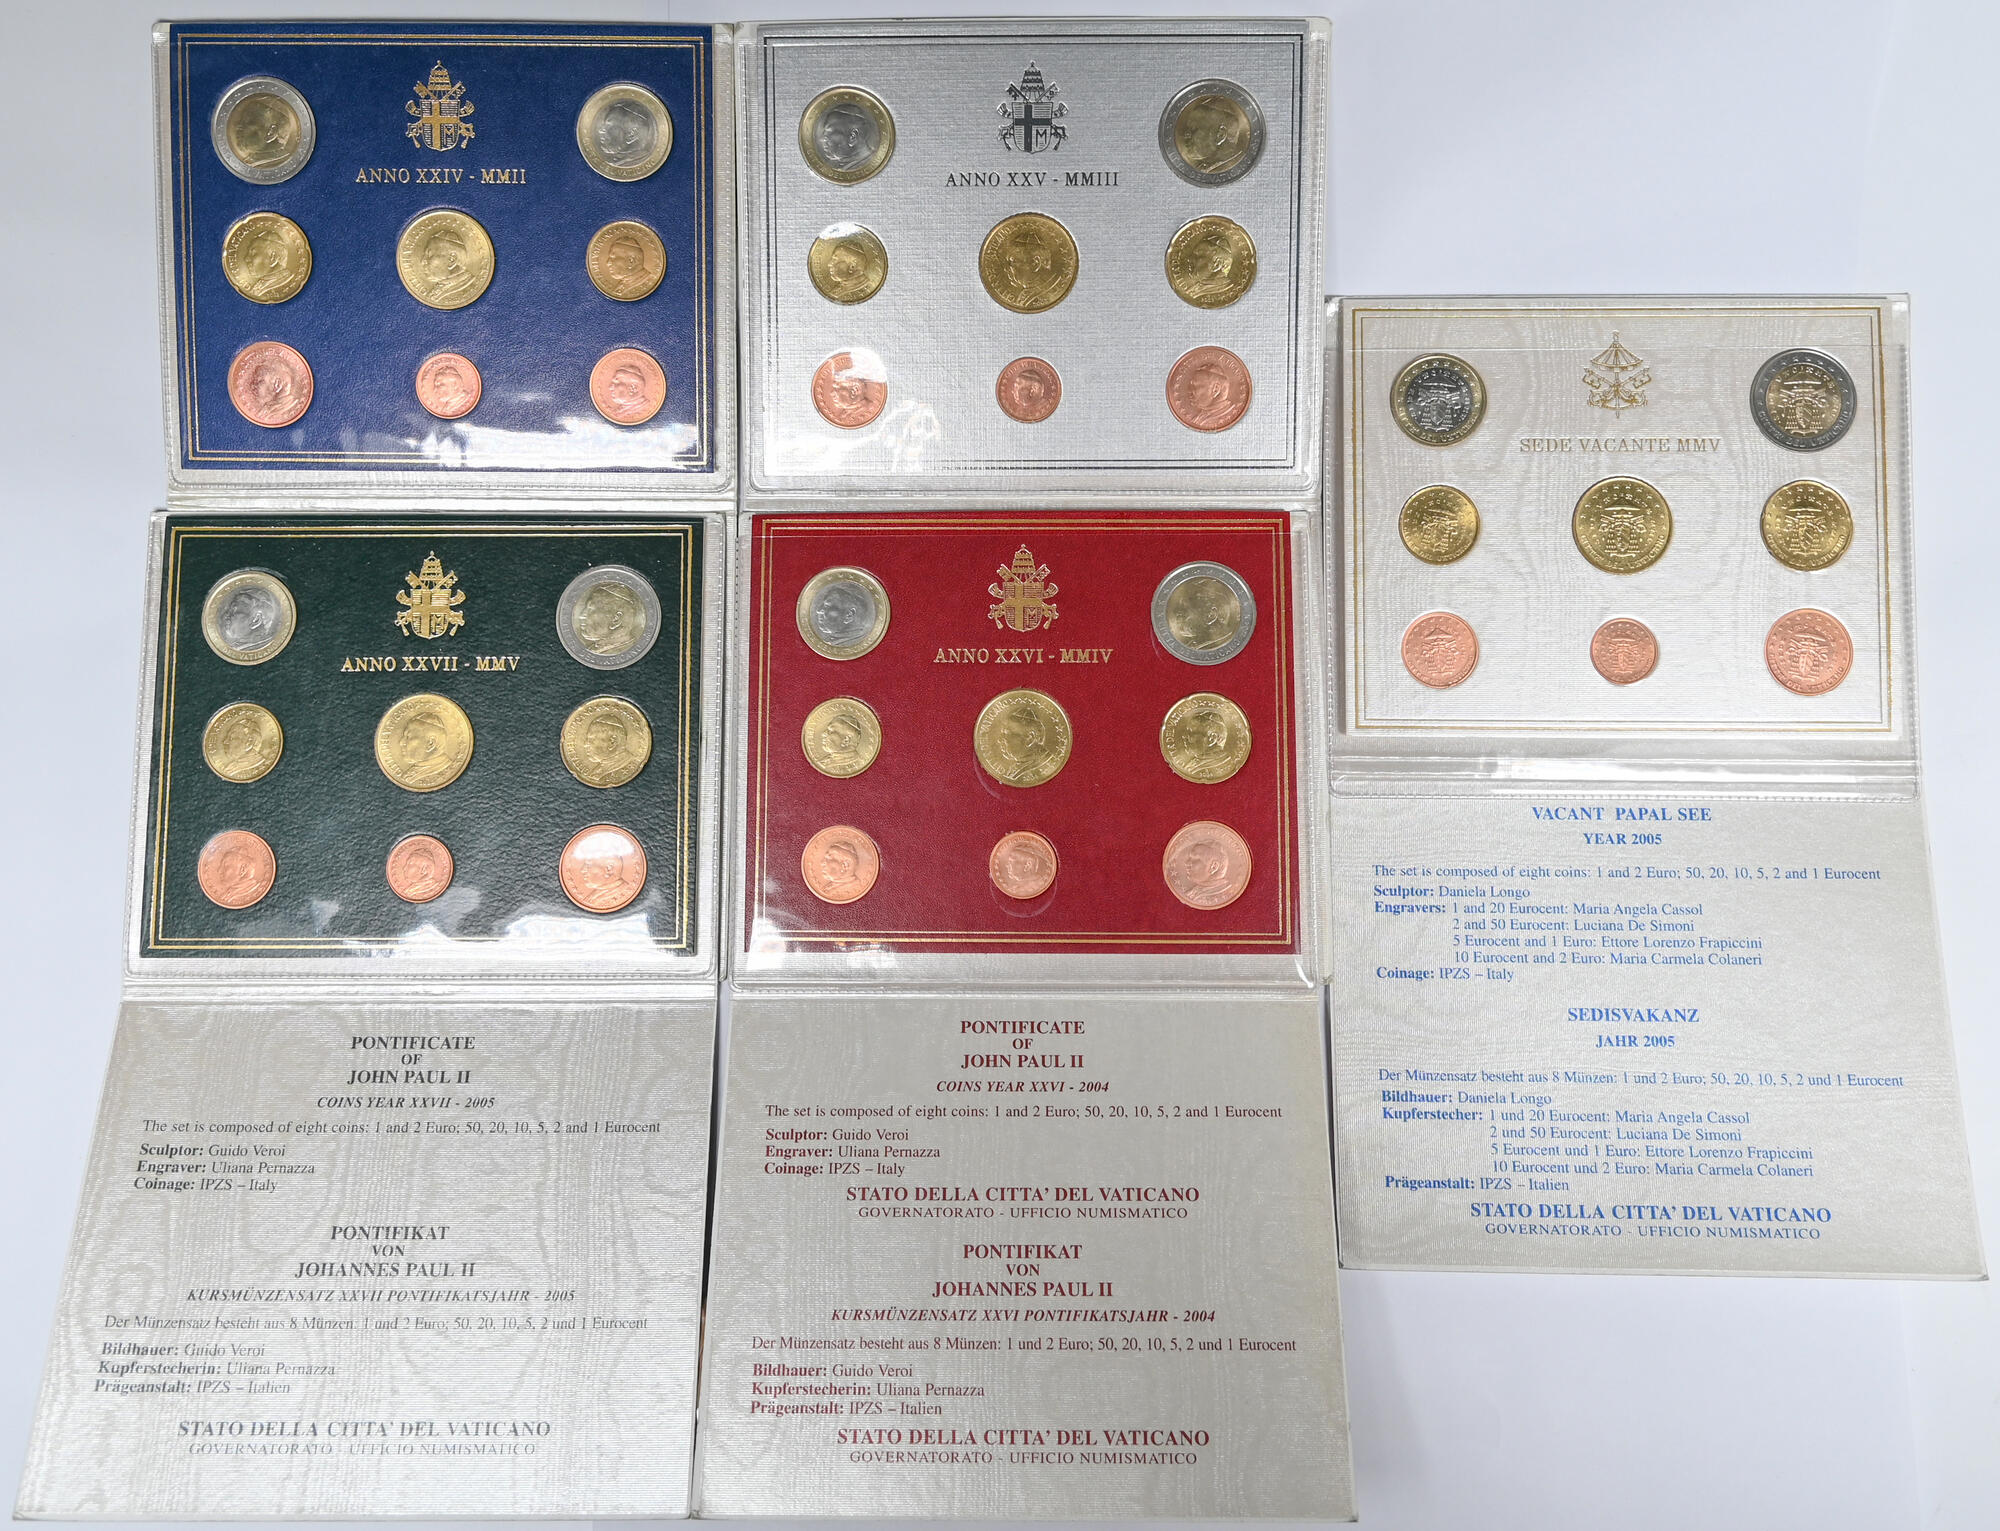 ANNO XXIV - MMII
ANNO XXV - MMIII
ANNO XXVII - MMV
ANNO XXVI - MMIV
SEDE VACANTE MMV
PONTIFICATE
OF
JOHN PAUL II
COINS YEAR XXVII - 2005
The set is composed of eight coins: 1 and 2 Euro; 50, 20, 10, 5, 2 and 1 Eurocent
Sculptor: Guido Veroi
Engraver: Uliana Pernazza
Coinage: IPZS – Italy
PONTIFIKAT
VON
JOHANNES PAUL II
KURSMÜNZENSATZ XXVII PONTIFIKATSJAHR - 2005
Der Münzensatz besteht aus 8 Münzen: 1 und 2 Euro; 50, 20, 10, 5, 2 und 1 Eurocent
Bildhauer: Guido Veroi
Kupferstecherin: Uliana Pernazza
Prägeanstalt: IPZS – Italien
STATO DELLA CITTA' DEL VATICANO
GOVERNATORATO - UFFICIO NUMISMATICO
PONTIFICATE
OF
JOHN PAUL II
COINS YEAR XXVI - 2004
The set is composed of eight coins: 1 and 2 Euro; 50, 20, 10, 5, 2 and 1 Eurocent
Sculptor: Guido Veroi
Engraver: Uliana Pernazza
Coinage: IPZS – Italy
STATO DELLA CITTA' DEL VATICANO
GOVERNATORATO - UFFICIO NUMISMATICO
PONTIFIKAT
VON
JOHANNES PAUL II
KURSMÜNZENSATZ XXVI PONTIFIKATSJAHR - 2004
Der Münzensatz besteht aus 8 Münzen: 1 und 2 Euro; 50, 20, 10, 5, 2 und 1 Eurocent
Bildhauer: Guido Veroi
Kupferstecherin: Uliana Pernazza
Prägeanstalt: IPZS – Italien
STATO DELLA CITTA' DEL VATICANO
GOVERNATORATO - UFFICIO NUMISMATICO
VACANT PAPAL SEE
YEAR 2005
The set is composed of eight coins: 1 and 2 Euro; 50, 20, 10, 5, 2 and 1 Eurocent
Sculptor: Daniela Longo
Engravers: 1 and 20 Eurocent: Maria Angela Cassol
2 and 50 Eurocent: Luciana De Simoni
5 Eurocent and 1 Euro: Ettore Lorenzo Frapiccini
10 Eurocent and 2 Euro: Maria Carmela Colaneri
Coinage: IPZS – Italy
SEDISVAKANZ
JAHR 2005
Der Münzensatz besteht aus 8 Münzen: 1 und 2 Euro; 50, 20, 10, 5, 2 und 1 Eurocent
Bildhauer: Daniela Longo
Kupferstecher: 1 und 20 Eurocent: Maria Angela Cassol
2 und 50 Eurocent: Luciana De Simoni
5 Eurocent und 1 Euro: Ettore Lorenzo Frapiccini
10 Eurocent und 2 Euro: Maria Carmela Colaneri
Prägeanstalt: IPZS – Italien
STATO DELLA CITTA' DEL VATICANO
GOVERNATORATO - UFFICIO NUMISMATICO